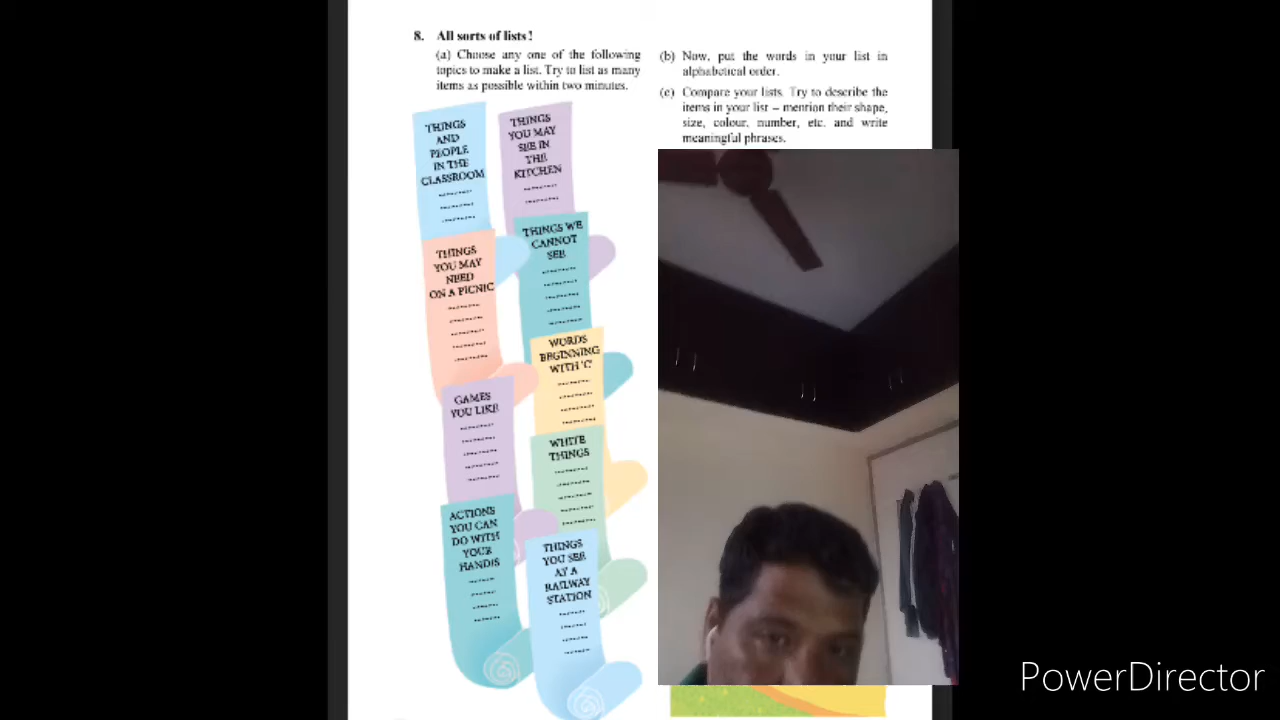 8. All sorts of lists!
(a) Choose any one of the following
topics to make a list. Try to list as many
items as possible within two minutes.
THINGS
AND
PEOPLE
IN THE
CLASSROOM
THINGS
YOU MAY
SEE IN
THE
KITCHEN
THINGS
YOU MAY
NEED
ON A PICNIC
THINGS WE
CANNOT
SEE
WORDS
BEGINNING
WITH 'C'
GAMES
YOU LIKE
WHITE
THINGS
ACTIONS
YOU CAN
DO WITH
YOUR
HANDS
THINGS
YOU SEE
AT A
RAILWAY
STATION
(b) Now, put the words in your list in
alphabetical order.
(c) Compare your lists. Try to describe the
items in your list – mention their shape,
size, colour, number, etc. and write
meaningful phrases.
PowerDirector